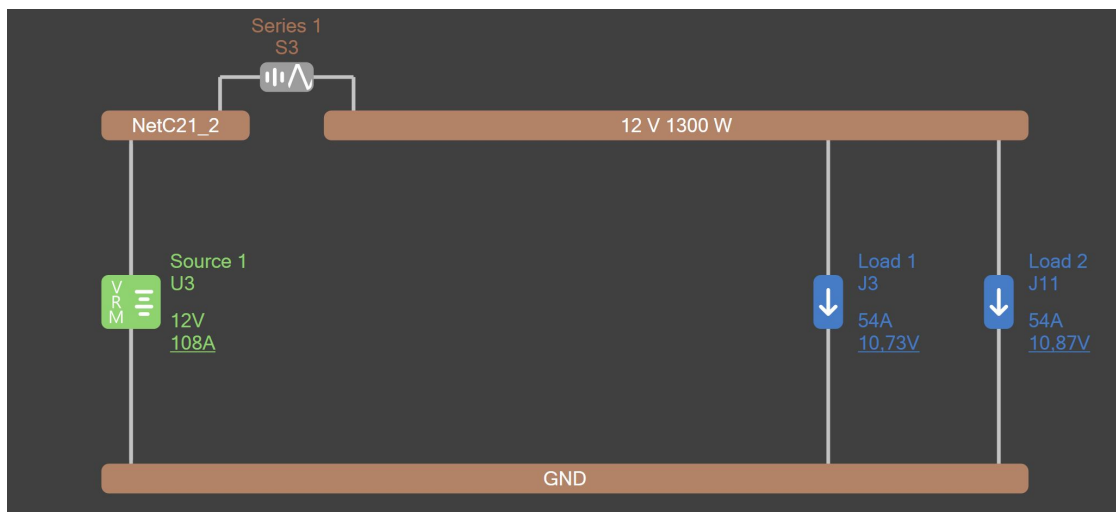 Series 1
S3
NetC21_2
12 V 1300 W
Source 1
U3
VRM
12V
108A
Load 1
J3
54A
10,73V
Load 2
J11
54A
10,87V
GND